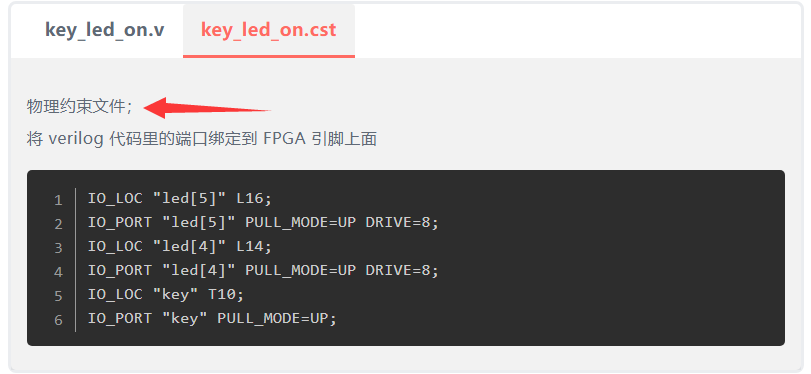 key_led_on.v key_led_on.cst
物理约束文件；
将 verilog 代码里的端口绑定到 FPGA 引脚上面
1 IO_LOC "led[5]" L16;
2 IO_PORT "led[5]" PULL_MODE=UP DRIVE=8;
3 IO_LOC "led[4]" L14;
4 IO_PORT "led[4]" PULL_MODE=UP DRIVE=8;
5 IO_LOC "key" T10;
6 IO_PORT "key" PULL_MODE=UP;